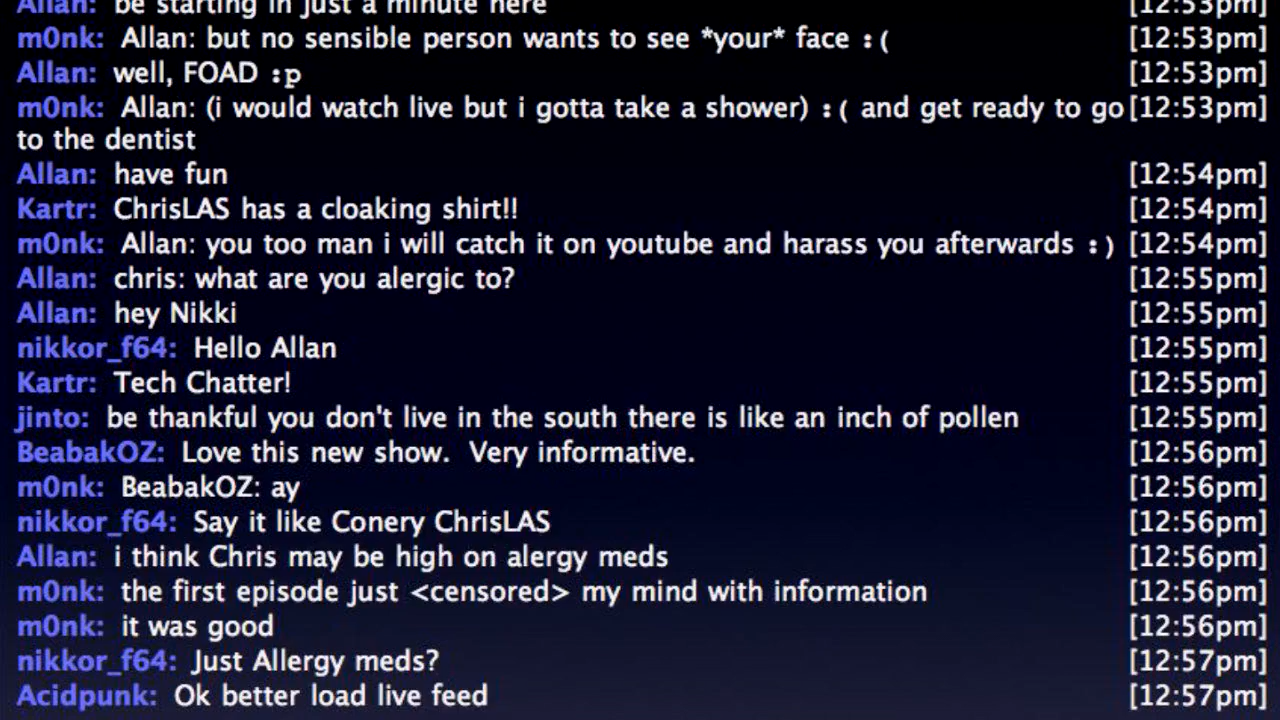 Allan: be starting in just a minute here [12:53pm]
m0nk: Allan: but no sensible person wants to see *your* face :( [12:53pm]
Allan: well, FOAD :p [12:53pm]
m0nk: Allan: (i would watch live but i gotta take a shower) :( and get ready to go [12:53pm]
to the dentist
Allan: have fun [12:54pm]
Kartr: ChrisLAS has a cloaking shirt!! [12:54pm]
m0nk: Allan: you too man i will catch it on youtube and harass you afterwards :) [12:54pm]
Allan: chris: what are you alergic to? [12:55pm]
Allan: hey Nikki [12:55pm]
nikkor_f64: Hello Allan [12:55pm]
Kartr: Tech Chatter! [12:55pm]
jinto: be thankful you don't live in the south there is like an inch of pollen [12:55pm]
BeabakOZ: Love this new show.  Very informative. [12:56pm]
m0nk: BeabakOZ: ay [12:56pm]
nikkor_f64: Say it like Conery ChrisLAS [12:56pm]
Allan: i think Chris may be high on alergy meds [12:56pm]
m0nk: the first episode just <censored> my mind with information [12:56pm]
m0nk: it was good [12:56pm]
nikkor_f64: Just Allergy meds? [12:57pm]
Acidpunk: Ok better load live feed [12:57pm]